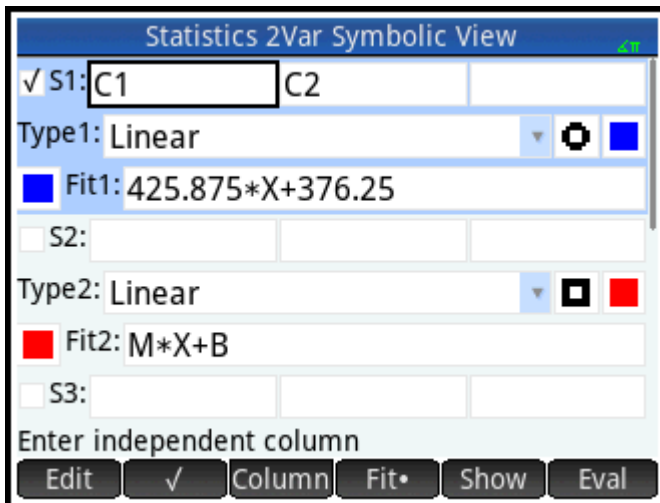 Statistics 2Var Symbolic View
∡π
√ S1: C1 C2
Type1: Linear
Fit1: 425.875*X+376.25
S2:
Type2: Linear
Fit2: M*X+B
S3:
Enter independent column
Edit √ Column Fit• Show Eval